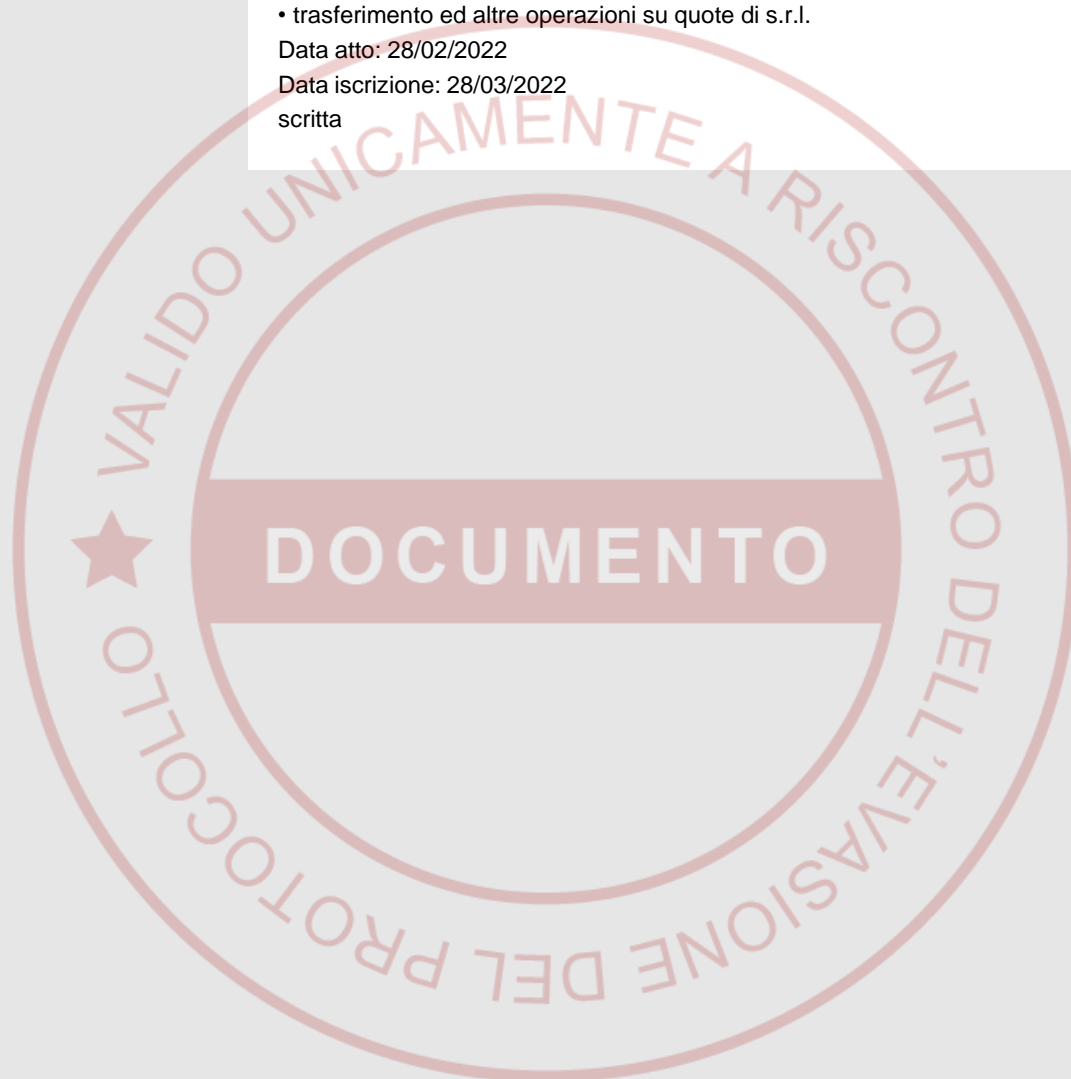 • trasferimento ed altre operazioni su quote di s.r.l.
Data atto: 28/02/2022
Data iscrizione: 28/03/2022
scritta
VALIDO UNICAMENTE A RISCONTRO DELL'EVASIONE DEL PROTOCOLLO
DOCUMENTO